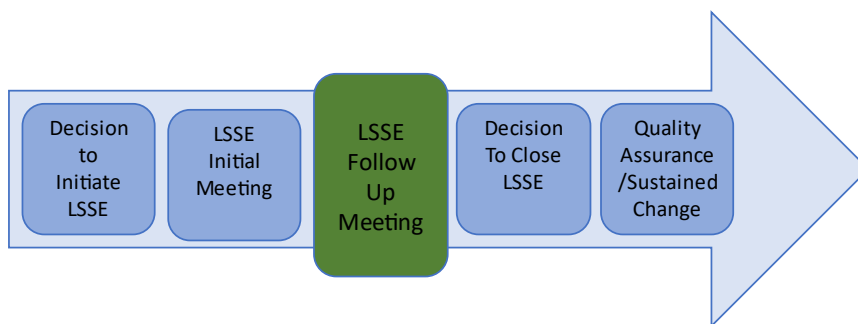 Decision
to
Initiate
LSSE
LSSE
Initial
Meeting
LSSE
Follow
Up
Meeting
Decision
To Close
LSSE
Quality
Assurance
/Sustained
Change